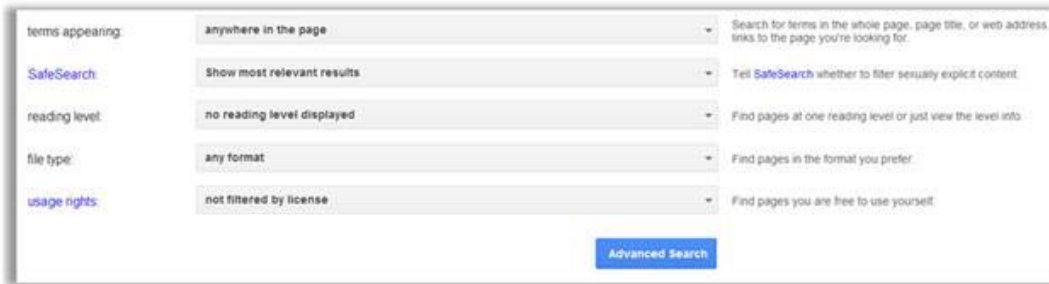 terms appearing: anywhere in the page Search for terms in the whole page, page title, or web address,
links to the page you're looking for.
SafeSearch: Show most relevant results Tell SafeSearch whether to filter sexually explicit content.
reading level: no reading level displayed Find pages at one reading level or just view the level info.
file type: any format Find pages in the format you prefer.
usage rights: not filtered by license Find pages you are free to use yourself.
Advanced Search